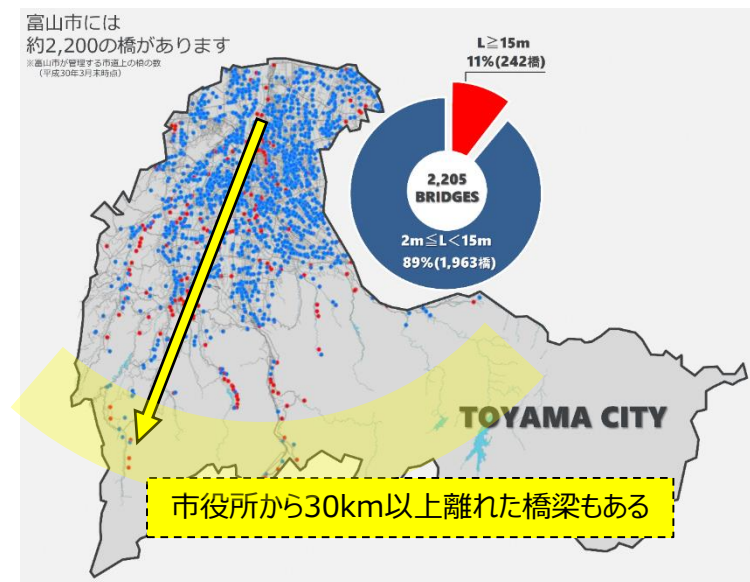 富山市には
約2,200の橋があります
※富山市が管理する市道上の橋の数
（平成30年3月末時点）
L≧15m
11%(242橋)
2,205
BRIDGES
2m≦L＜15m
89%(1,963橋)
TOYAMA CITY
市役所から30km以上離れた橋梁もある